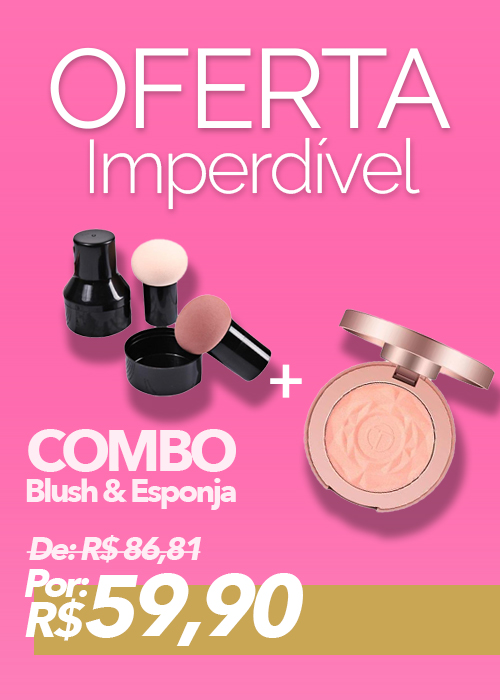 OFERTA
Imperdível
+
COMBO
Blush & Esponja
De: R$ 86,81
Por:
R$59,90